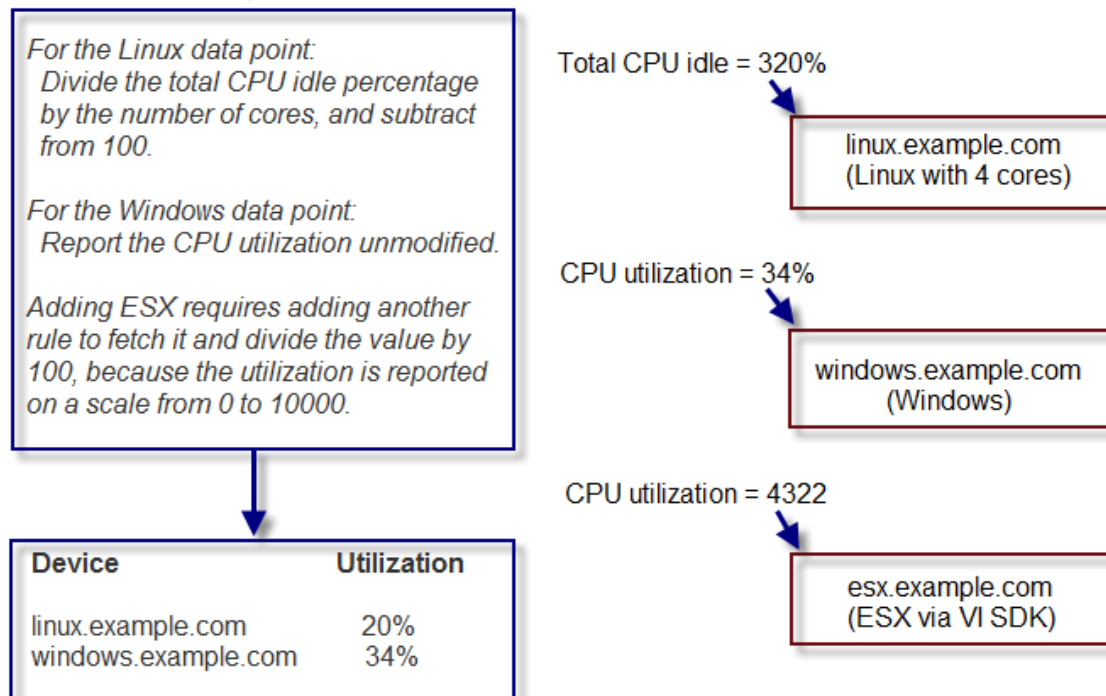 For the Linux data point:
Divide the total CPU idle percentage
by the number of cores, and subtract
from 100.
For the Windows data point:
Report the CPU utilization unmodified.
Adding ESX requires adding another
rule to fetch it and divide the value by
100, because the utilization is reported
on a scale from 0 to 10000.
Device Utilization
linux.example.com 20%
windows.example.com 34%
Total CPU idle = 320%
linux.example.com
(Linux with 4 cores)
CPU utilization = 34%
windows.example.com
(Windows)
CPU utilization = 4322
esx.example.com
(ESX via VI SDK)